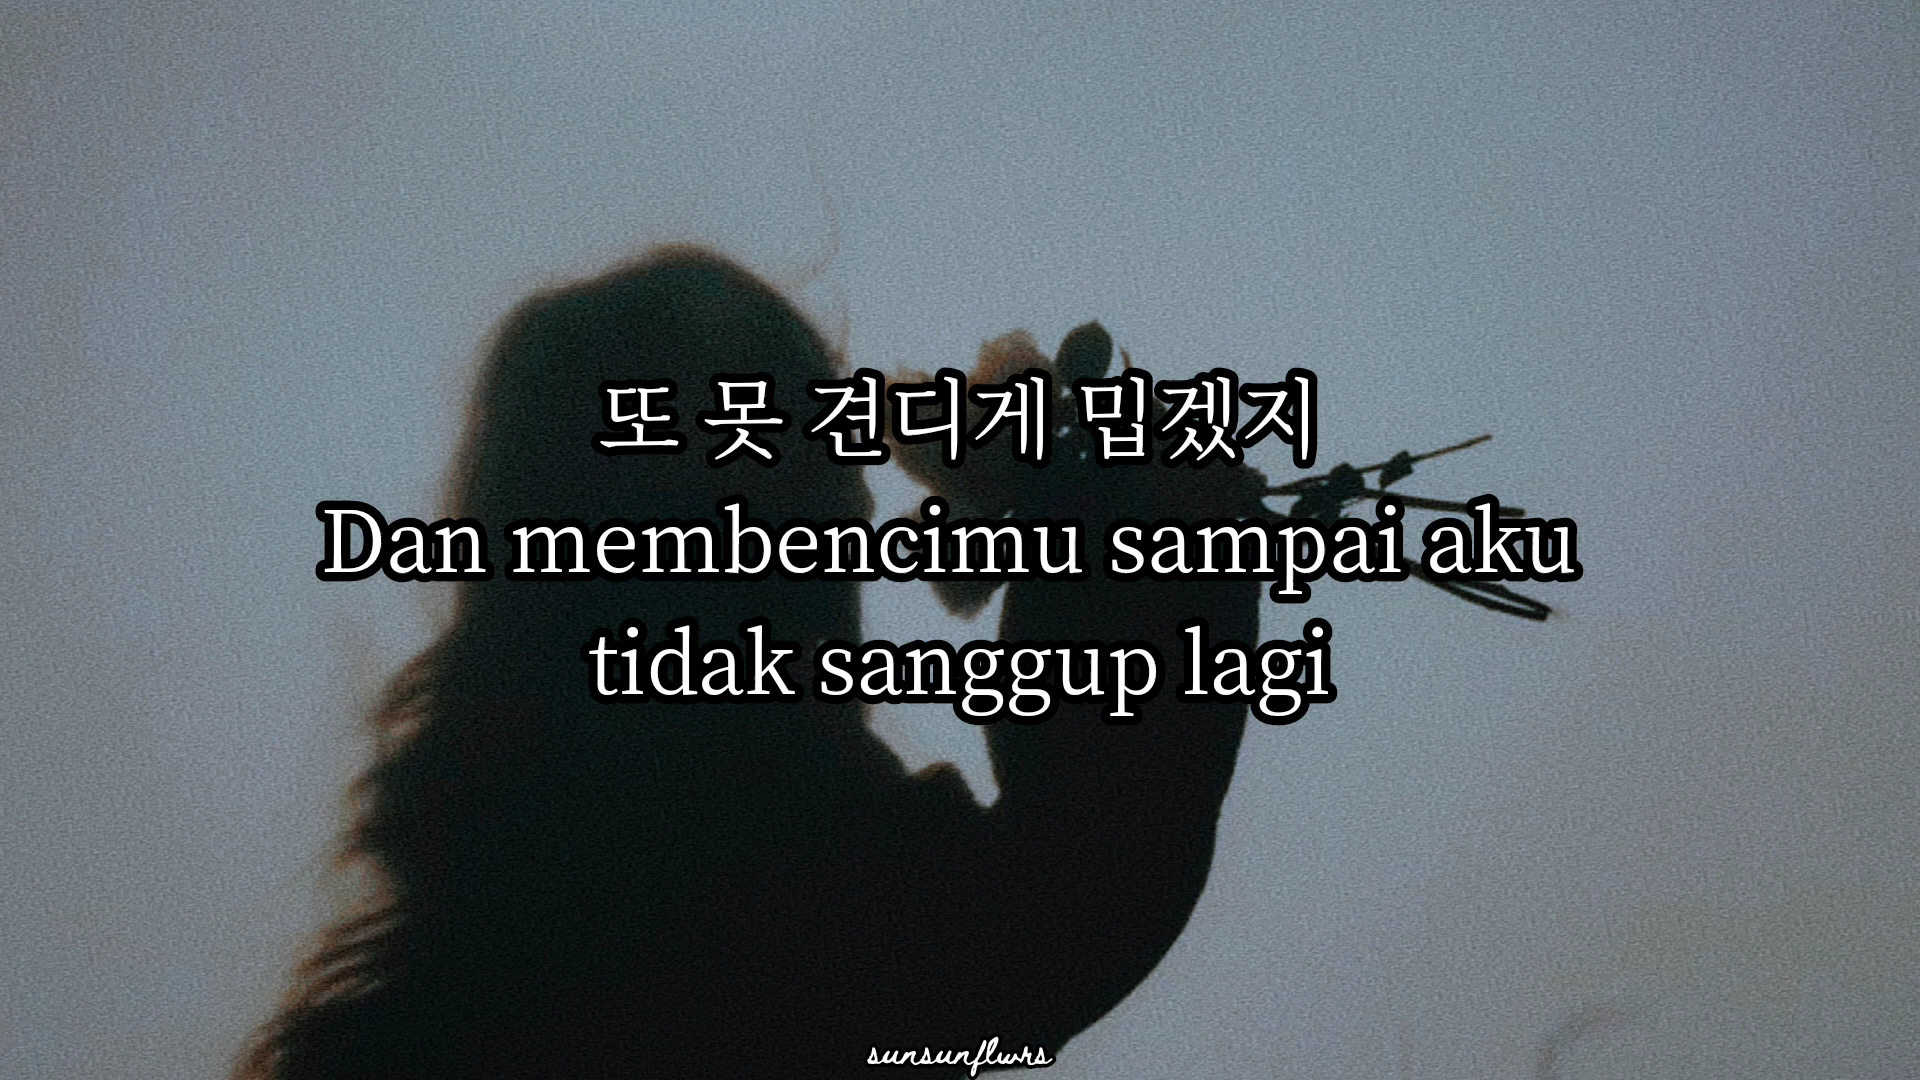 또 못 견디게 밉겠지
Dan membencimu sampai aku
tidak sanggup lagi
sunsunflwrs